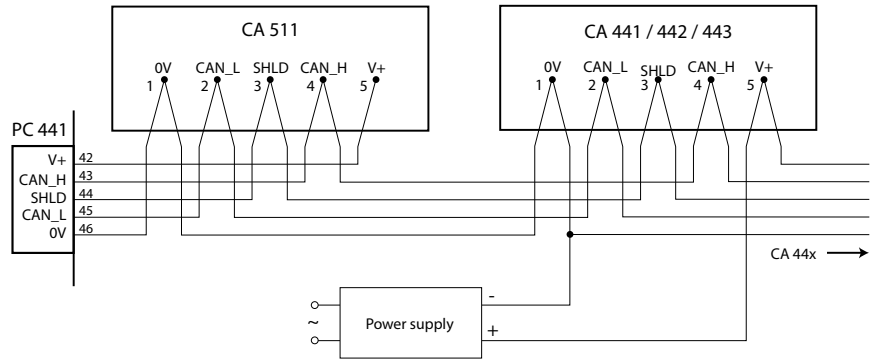 CA 511
0V CAN_L SHLD CAN_H V+
1 2 3 4 5
CA 441 / 442 / 443
0V CAN_L SHLD CAN_H V+
1 2 3 4 5
PC 441
V+ 42
CAN_H 43
SHLD 44
CAN_L 45
0V 46
CA 44x
Power supply
-
+
~